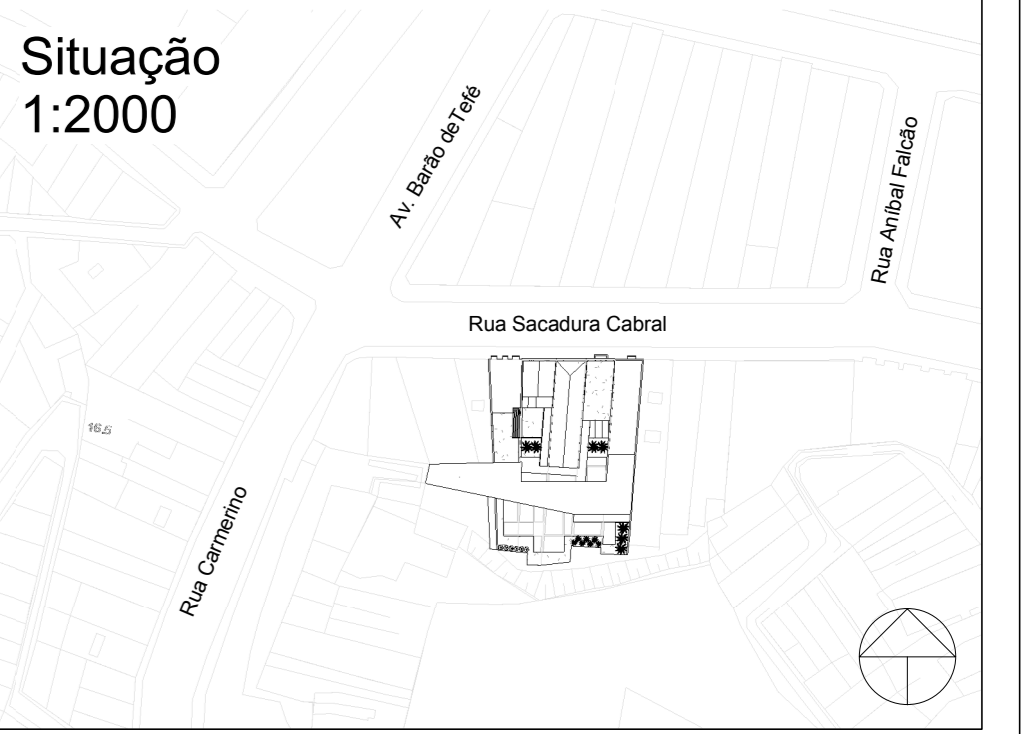 Situação
1:2000
Av. Barão deTefé
Rua Aníbal Falcão
Rua Sacadura Cabral
16,5
Rua Carmerino